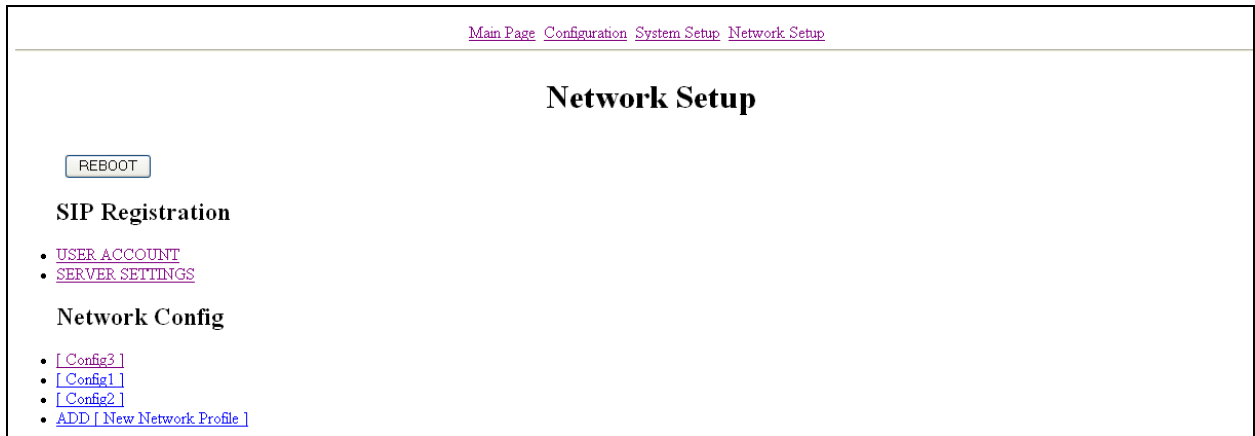 Main Page Configuration System Setup Network Setup
Network Setup
REBOOT
SIP Registration
USER ACCOUNT
SERVER SETTINGS
Network Config
[ Config3 ]
[ Config1 ]
[ Config2 ]
ADD [ New Network Profile ]